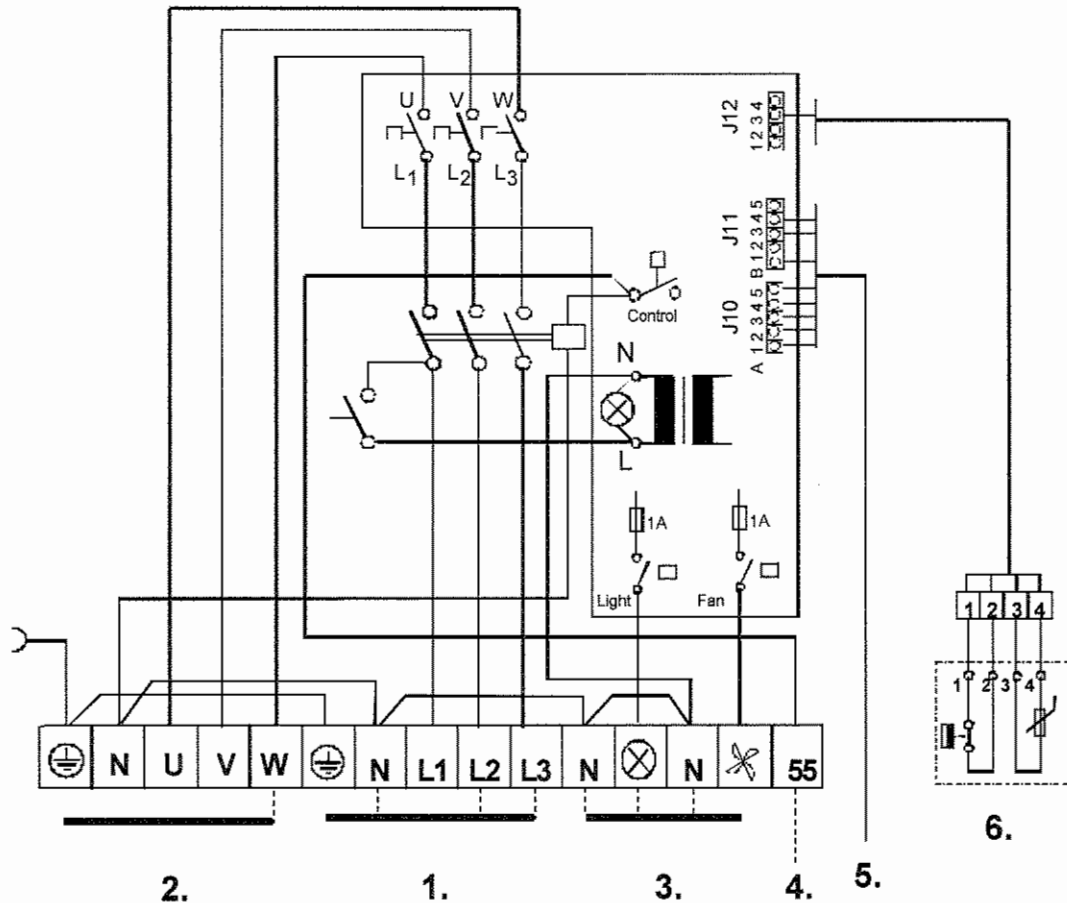 U V W
L1 L2 L3
J12
1 2 3 4
J11
B 1 2 3 4 5
J10
A 1 2 3 4 5
Control
N
L
1A 1A
Light Fan
1 2 3 4
1 2 3 4
N U V W N L1 L2 L3 N N 55
2. 1. 3. 4. 5. 6.